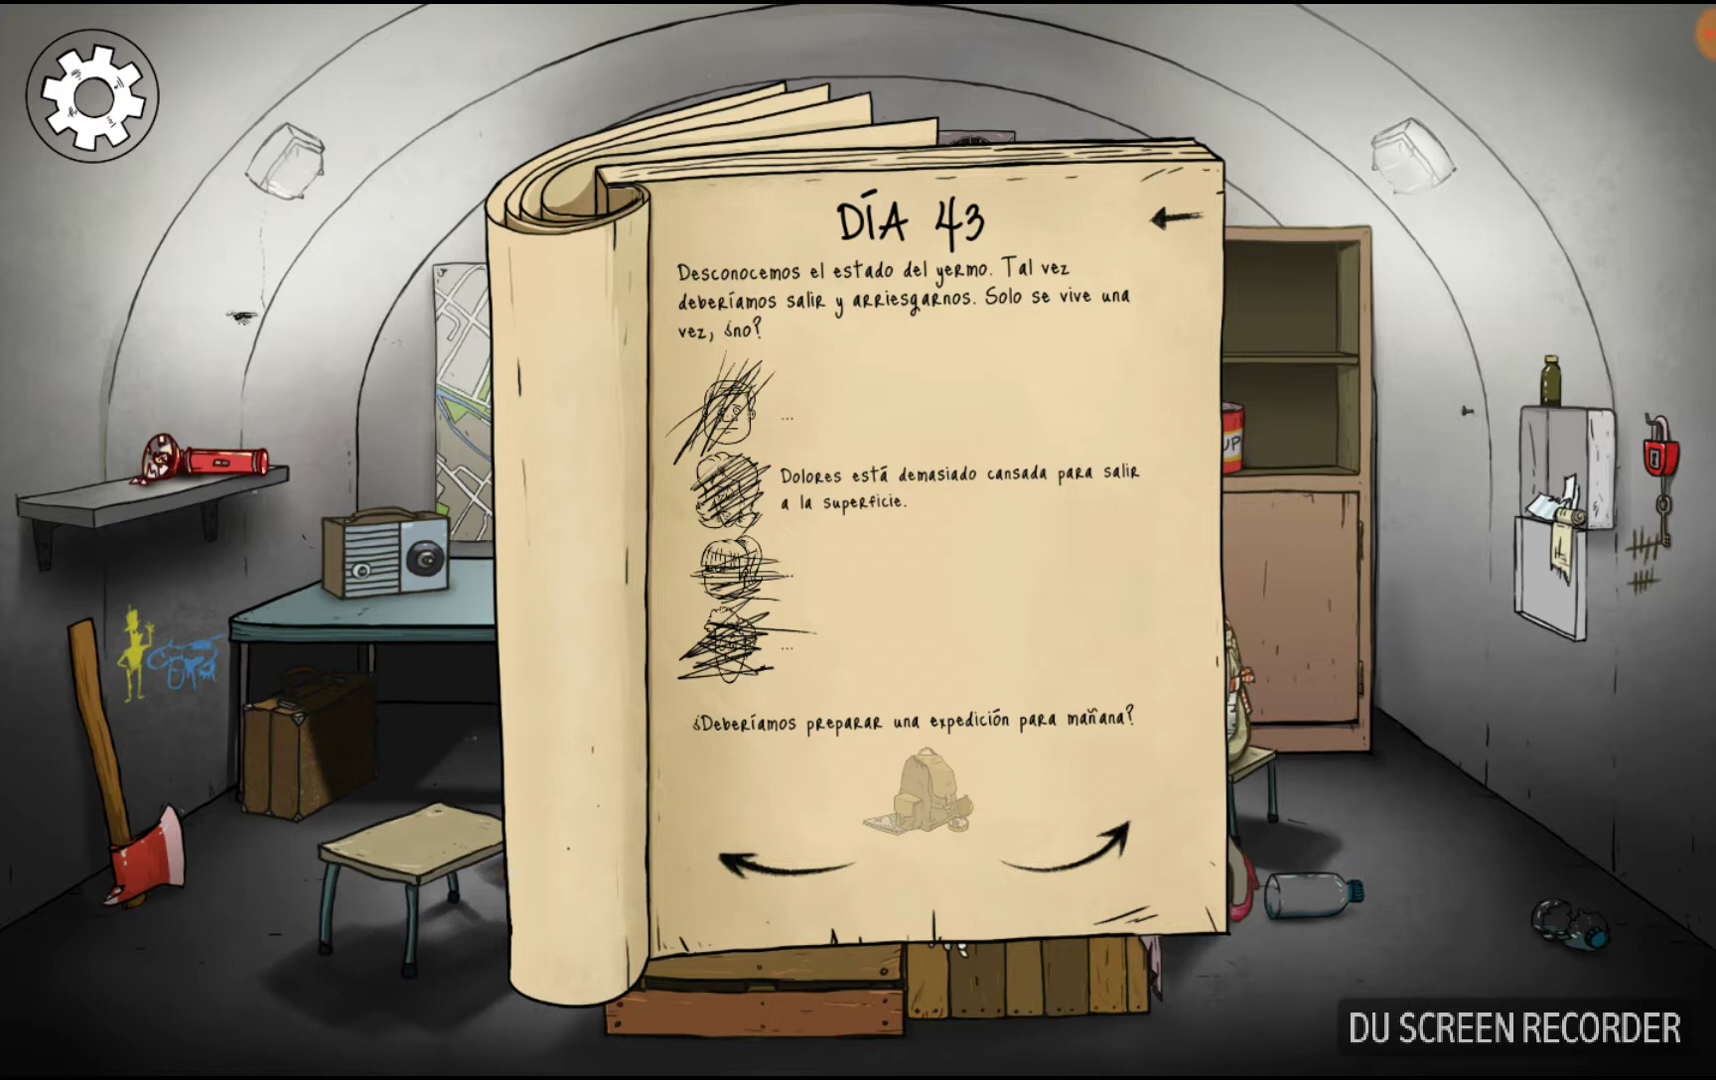 DÍA 43
Desconocemos el estado del yermo. Tal vez
deberíamos salir y arriesgarnos. Solo se vive una
vez, ¿no?
...
Dolores está demasiado cansada para salir
a la superficie.
...
...
¿Deberíamos preparar una expedición para mañana?
UP
DU SCREEN RECORDER